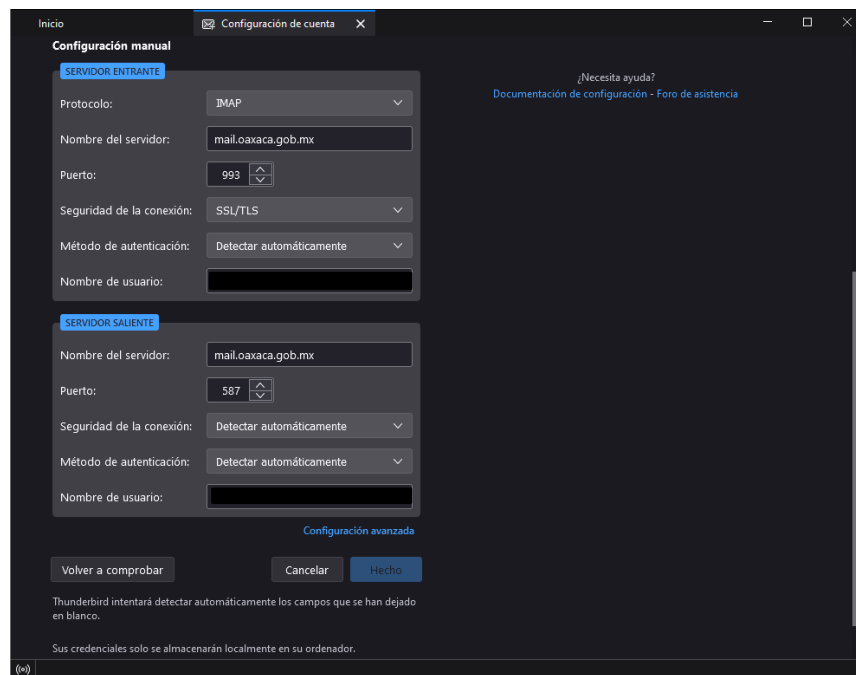 Inicio
Configuración de cuenta
Configuración manual
SERVIDOR ENTRANTE
Protocolo: IMAP
Nombre del servidor: mail.oaxaca.gob.mx
Puerto: 993
Seguridad de la conexión: SSL/TLS
Método de autenticación: Detectar automáticamente
Nombre de usuario:
SERVIDOR SALIENTE
Nombre del servidor: mail.oaxaca.gob.mx
Puerto: 587
Seguridad de la conexión: Detectar automáticamente
Método de autenticación: Detectar automáticamente
Nombre de usuario:
Configuración avanzada
Volver a comprobar
Cancelar
Hecho
Thunderbird intentará detectar automáticamente los campos que se han dejado
en blanco.
Sus credenciales solo se almacenarán localmente en su ordenador.
¿Necesita ayuda?
Documentación de configuración - Foro de asistencia